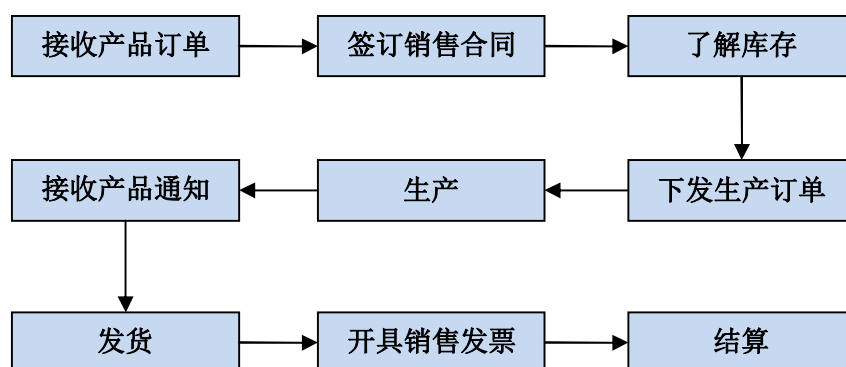 接收产品订单
签订销售合同
了解库存
下发生产订单
生产
接收产品通知
发货
开具销售发票
结算